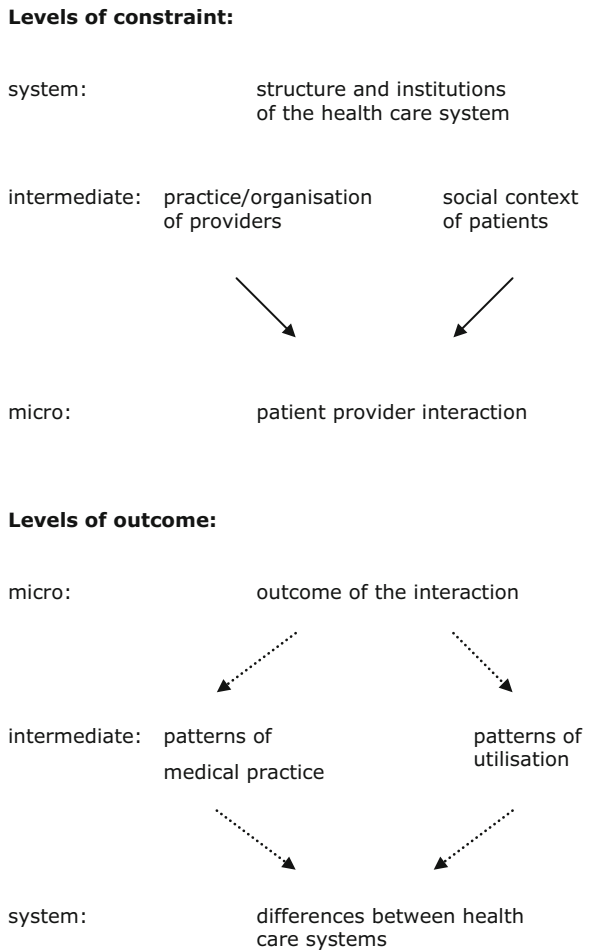 Levels of constraint:
system: structure and institutions
of the health care system
intermediate: practice/organisation social context
of providers of patients
micro: patient provider interaction
Levels of outcome:
micro: outcome of the interaction
intermediate: patterns of patterns of
utilisation
medical practice
system: differences between health
care systems